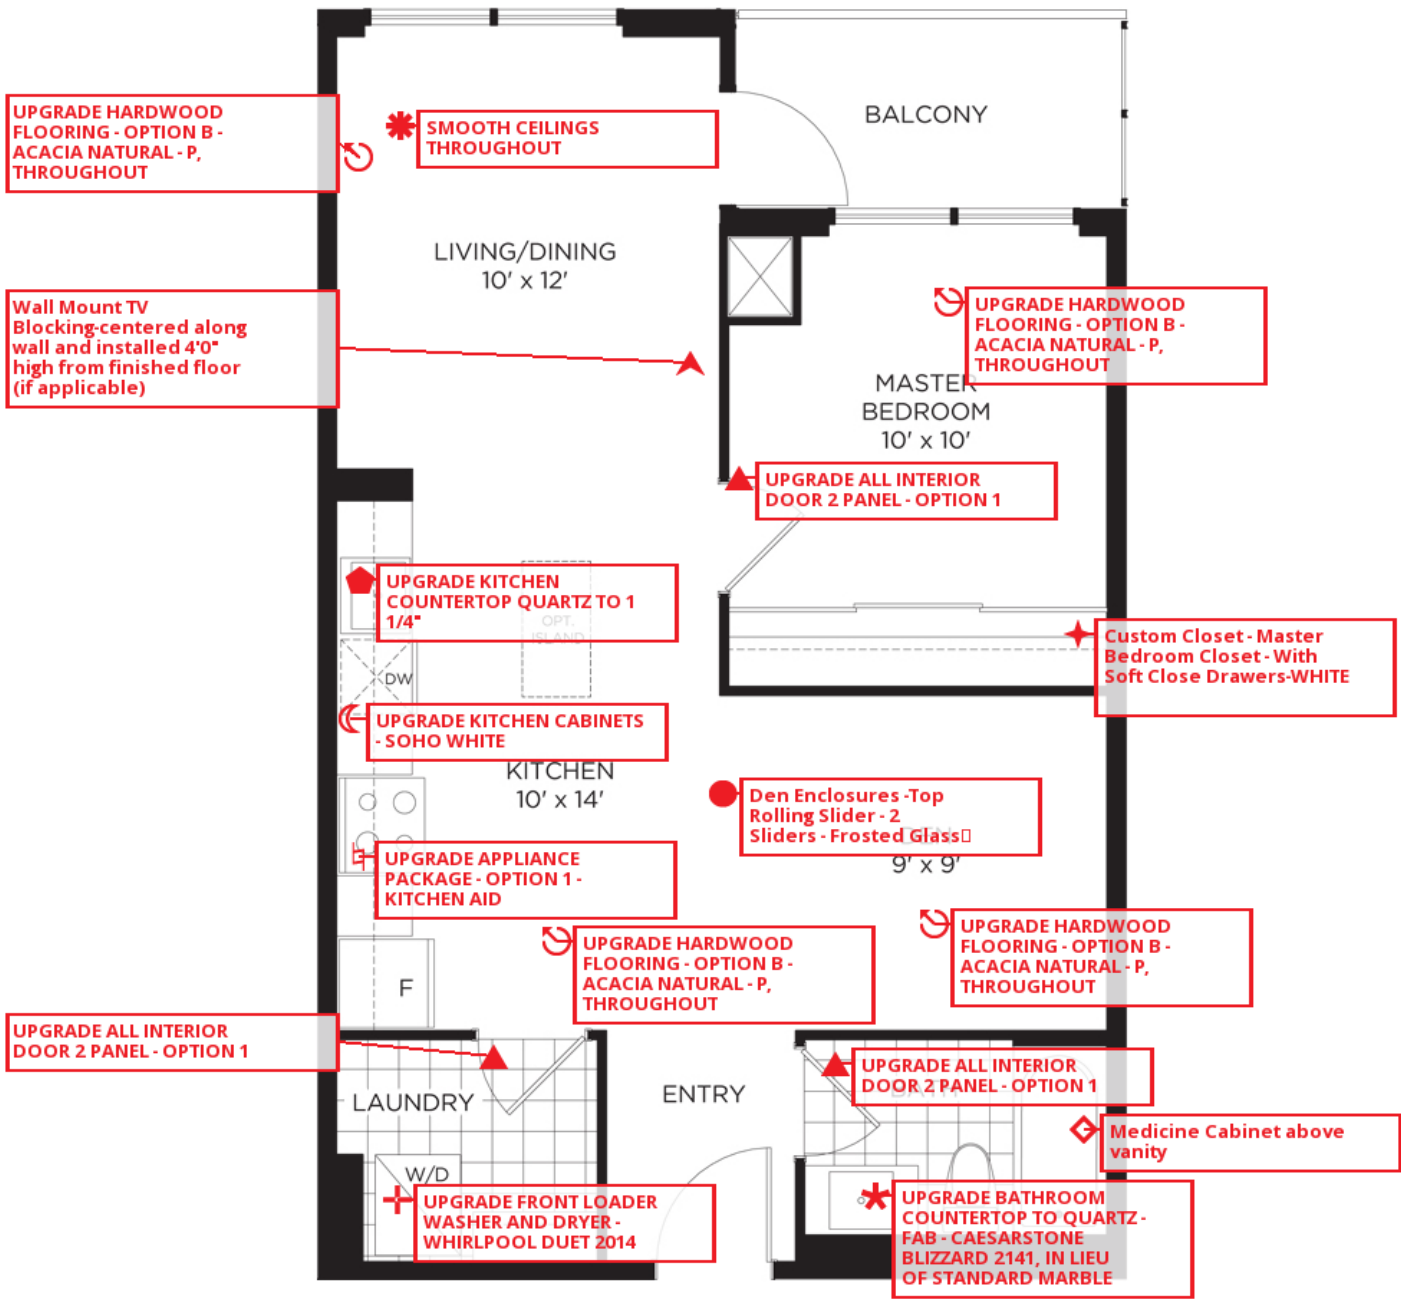 UPGRADE HARDWOOD
FLOORING - OPTION B -
ACACIA NATURAL - P,
THROUGHOUT
SMOOTH CEILINGS
THROUGHOUT
BALCONY
LIVING/DINING
10' x 12'
Wall Mount TV
Blocking-centered along
wall and installed 4'0"
high from finished floor
(if applicable)
UPGRADE HARDWOOD
FLOORING - OPTION B -
ACACIA NATURAL - P,
THROUGHOUT
MASTER
BEDROOM
10' x 10'
UPGRADE ALL INTERIOR
DOOR 2 PANEL - OPTION 1
UPGRADE KITCHEN
COUNTERTOP QUARTZ TO 1
1/4"
OPT.
ISLAND
DW
Custom Closet - Master
Bedroom Closet - With
Soft Close Drawers-WHITE
UPGRADE KITCHEN CABINETS
- SOHO WHITE
KITCHEN
10' x 14'
Den Enclosures -Top
Rolling Slider - 2
Sliders - Frosted Glass
DEN
9' x 9'
UPGRADE APPLIANCE
PACKAGE - OPTION 1 -
KITCHEN AID
UPGRADE HARDWOOD
FLOORING - OPTION B -
ACACIA NATURAL - P,
THROUGHOUT
UPGRADE HARDWOOD
FLOORING - OPTION B -
ACACIA NATURAL - P,
THROUGHOUT
F
UPGRADE ALL INTERIOR
DOOR 2 PANEL - OPTION 1
LAUNDRY
ENTRY
UPGRADE ALL INTERIOR
DOOR 2 PANEL - OPTION 1
BATH
Medicine Cabinet above
vanity
W/D
UPGRADE FRONT LOADER
WASHER AND DRYER -
WHIRLPOOL DUET 2014
UPGRADE BATHROOM
COUNTERTOP TO QUARTZ -
FAB - CAESARSTONE
BLIZZARD 2141, IN LIEU
OF STANDARD MARBLE